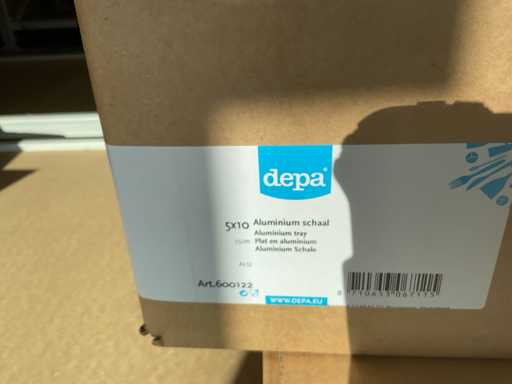 depa
5x10 Aluminium schaal
Aluminium tray
Plat en aluminium
Aluminium Schale
Art.600122
WWW.DEPA.EU